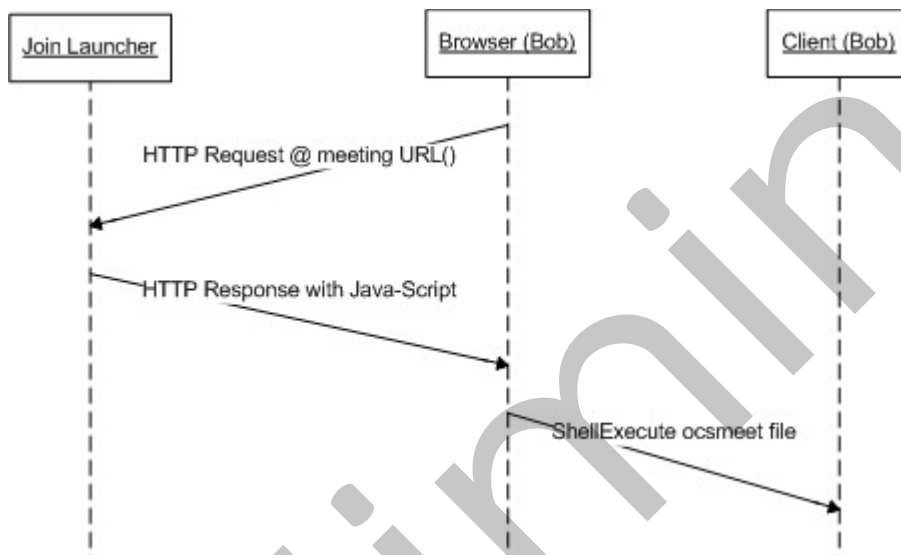 Join Launcher
Browser (Bob)
Client (Bob)
HTTP Request @ meeting URL()
HTTP Response with Java-Script
ShellExecute ocsmeet file